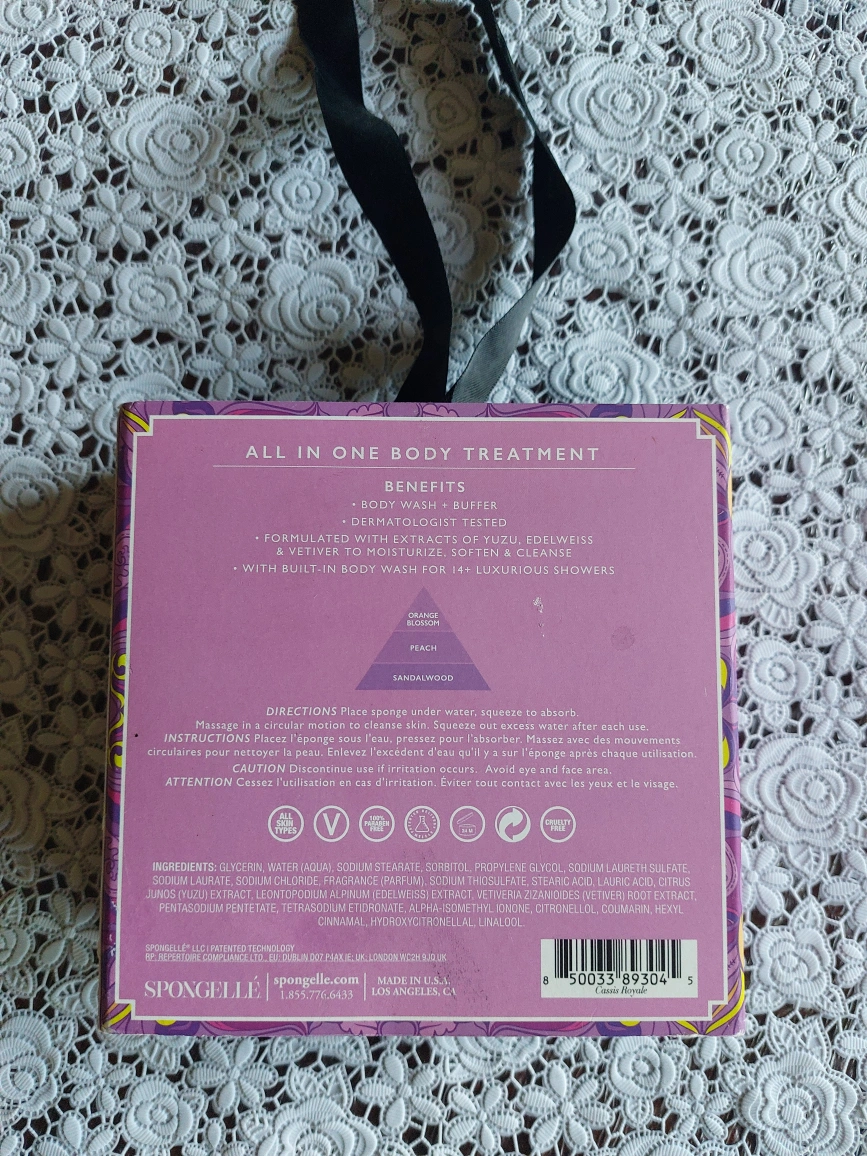 ALL IN ONE BODY TREATMENT
BENEFITS
• BODY WASH + BUFFER
• DERMATOLOGIST TESTED
• FORMULATED WITH EXTRACTS OF YUZU, EDELWEISS
& VETIVER TO MOISTURIZE, SOFTEN & CLEANSE
• WITH BUILT-IN BODY WASH FOR 14+ LUXURIOUS SHOWERS
ORANGE
BLOSSOM
PEACH
SANDALWOOD
DIRECTIONS Place sponge under water, squeeze to absorb.
Massage in a circular motion to cleanse skin. Squeeze out excess water after each use.
INSTRUCTIONS Placez l'éponge sous l'eau, pressez pour l'absorber. Massez avec des mouvements
circulaires pour nettoyer la peau. Enlevez l'excédent d'eau qu'il y a sur l'éponge après chaque utilisation.
CAUTION Discontinue use if irritation occurs. Avoid eye and face area.
ATTENTION Cessez l'utilisation en cas d'irritation. Éviter tout contact avec les yeux et le visage.
ALL SKIN TYPES
V
100% PARABEN FREE
CRUELTY FREE
INGREDIENTS: GLYCERIN, WATER (AQUA), SODIUM STEARATE, SORBITOL, PROPYLENE GLYCOL, SODIUM LAURETH SULFATE,
SODIUM LAURATE, SODIUM CHLORIDE, FRAGRANCE (PARFUM), SODIUM THIOSULFATE, STEARIC ACID, LAURIC ACID, CITRUS
JUNOS (YUZU) EXTRACT, LEONTOPODIUM ALPINUM (EDELWEISS) EXTRACT, VETIVERIA ZIZANIOIDES (VETIVER) ROOT EXTRACT,
PENTASODIUM PENTETATE, TETRASODIUM ETIDRONATE, ALPHA-ISOMETHYL IONONE, CITRONELLOL, COUMARIN, HEXYL
CINNAMAL, HYDROXYCITRONELLAL, LINALOOL.
SPONGELLÉ® LLC | PATENTED TECHNOLOGY
RP: REPERTOIRE COMPLIANCE LTD., EU: DUBLIN D07 P4AX IE; UK: LONDON WC2H 9JQ UK
SPONGELLÉ
spongelle.com
1.855.776.6433
MADE IN U.S.A.
LOS ANGELES, CA
8 50033 89304 5
Cassis Royale